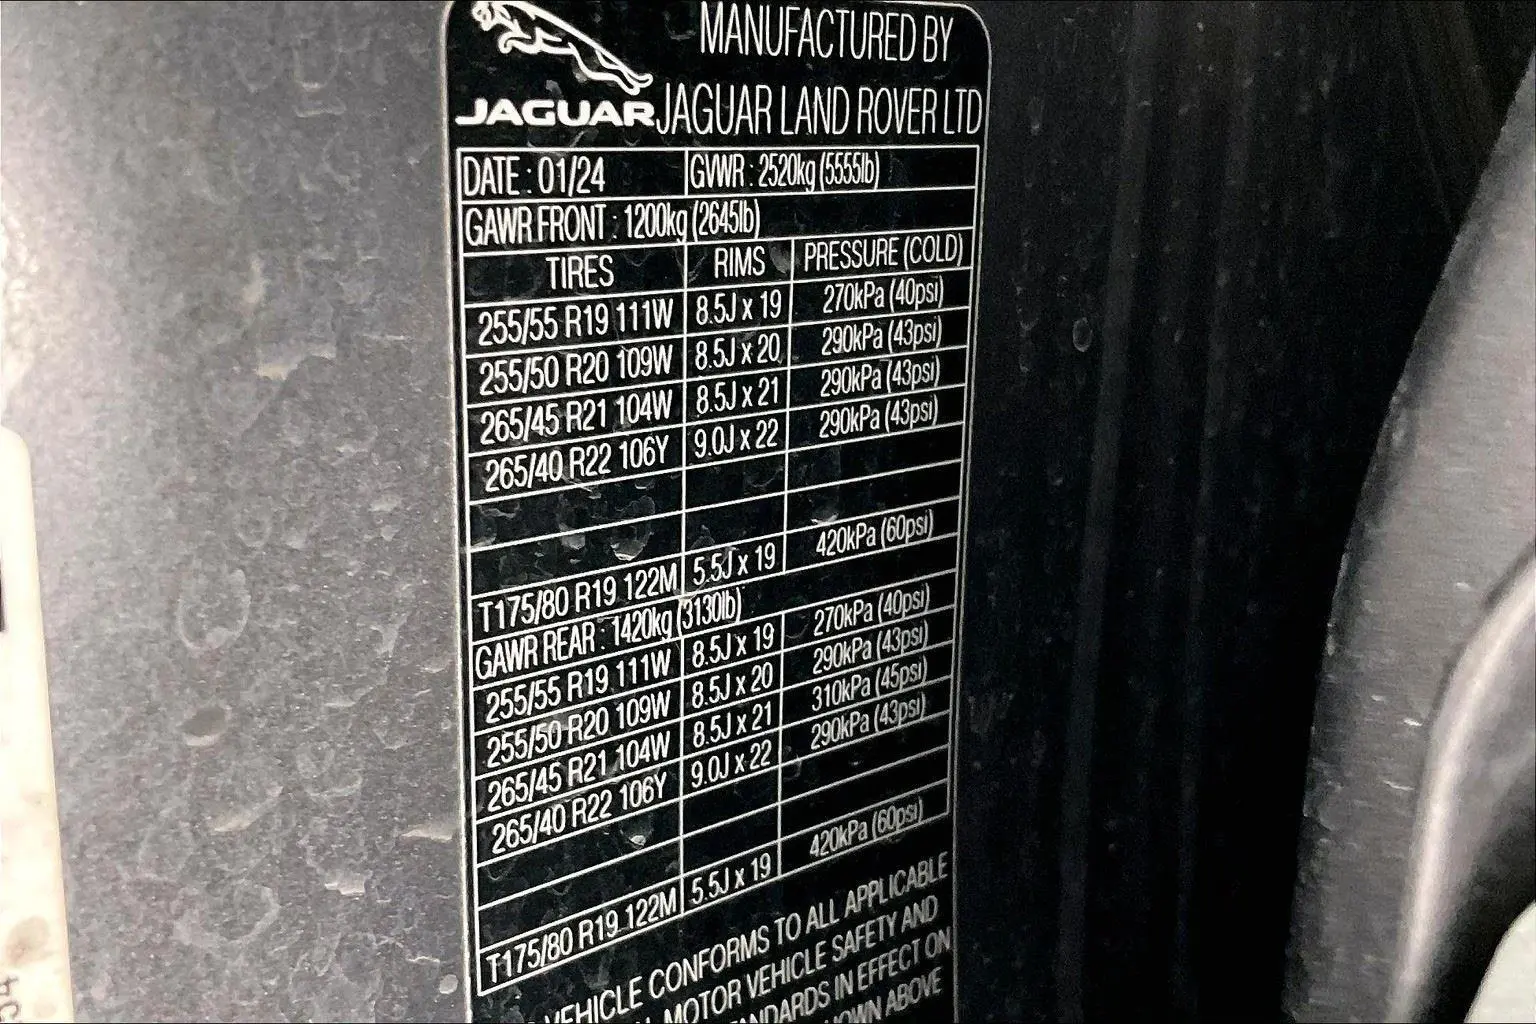 MANUFACTURED BY
JAGUAR JAGUAR LAND ROVER LTD
DATE : 01/24 GVWR : 2520kg (5555lb)
GAWR FRONT : 1200kg (2645lb)
TIRES RIMS PRESSURE (COLD)
255/55 R19 111W 8.5J x 19 270kPa (40psi)
255/50 R20 109W 8.5J x 20 290kPa (43psi)
265/45 R21 104W 8.5J x 21 290kPa (43psi)
265/40 R22 106Y 9.0J x 22 290kPa (43psi)
T175/80 R19 122M 5.5J x 19 420kPa (60psi)
GAWR REAR : 1420kg (3130lb)
255/55 R19 111W 8.5J x 19 270kPa (40psi)
255/50 R20 109W 8.5J x 20 290kPa (43psi)
265/45 R21 104W 8.5J x 21 310kPa (45psi)
265/40 R22 106Y 9.0J x 22 290kPa (43psi)
T175/80 R19 122M 5.5J x 19 420kPa (60psi)
VEHICLE CONFORMS TO ALL APPLICABLE
MOTOR VEHICLE SAFETY AND
IN EFFECT ON
ABOVE